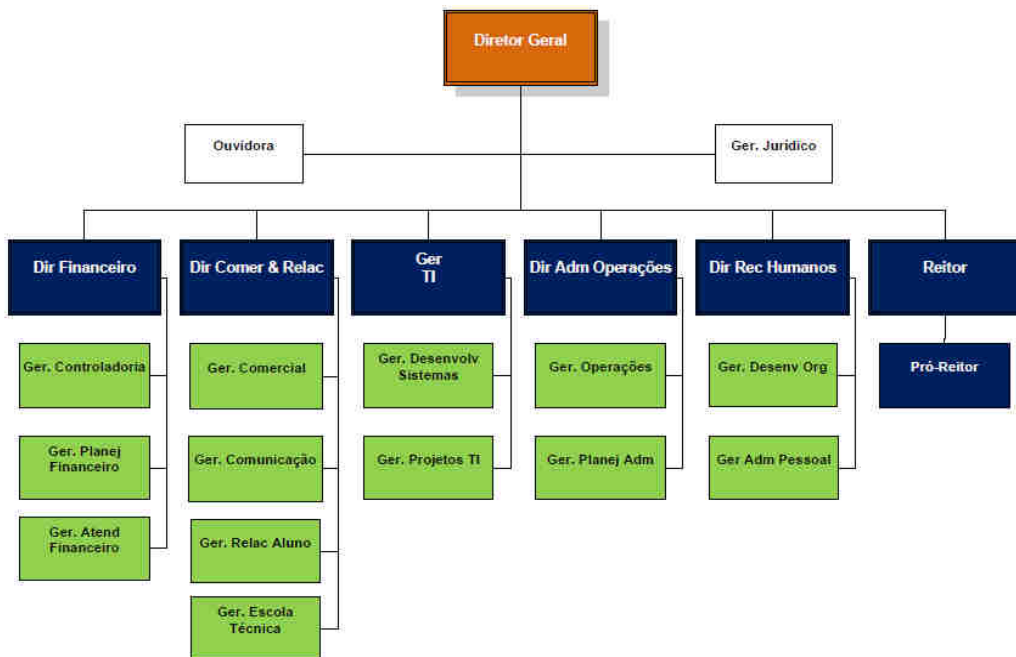 Diretor Geral
Ouvidora
Ger. Jurídico
Dir Financeiro
Dir Comer & Relac
Ger
TI
Dir Adm Operações
Dir Rec Humanos
Reitor
Ger. Controladoria
Ger. Comercial
Ger. Desenvolv
Sistemas
Ger. Operações
Ger. Desenv Org
Pró-Reitor
Ger. Planej
Financeiro
Ger. Comunicação
Ger. Projetos TI
Ger. Planej Adm
Ger Adm Pessoal
Ger. Atend
Financeiro
Ger. Relac Aluno
Ger. Escola
Técnica